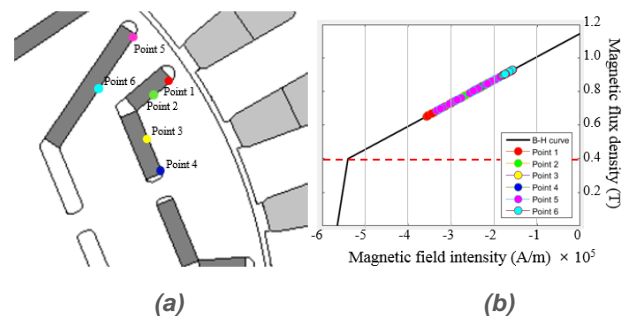 Point 5
Point 6
Point 1
Point 2
Point 3
Point 4
(a)
1.2
1.0
0.8
0.6
0.4
0.2
Magnetic flux density (T)
B-H curve
Point 1
Point 2
Point 3
Point 4
Point 5
Point 6
-6 -5 -4 -3 -2 -1 0
Magnetic field intensity (A/m) × 10⁵
(b)